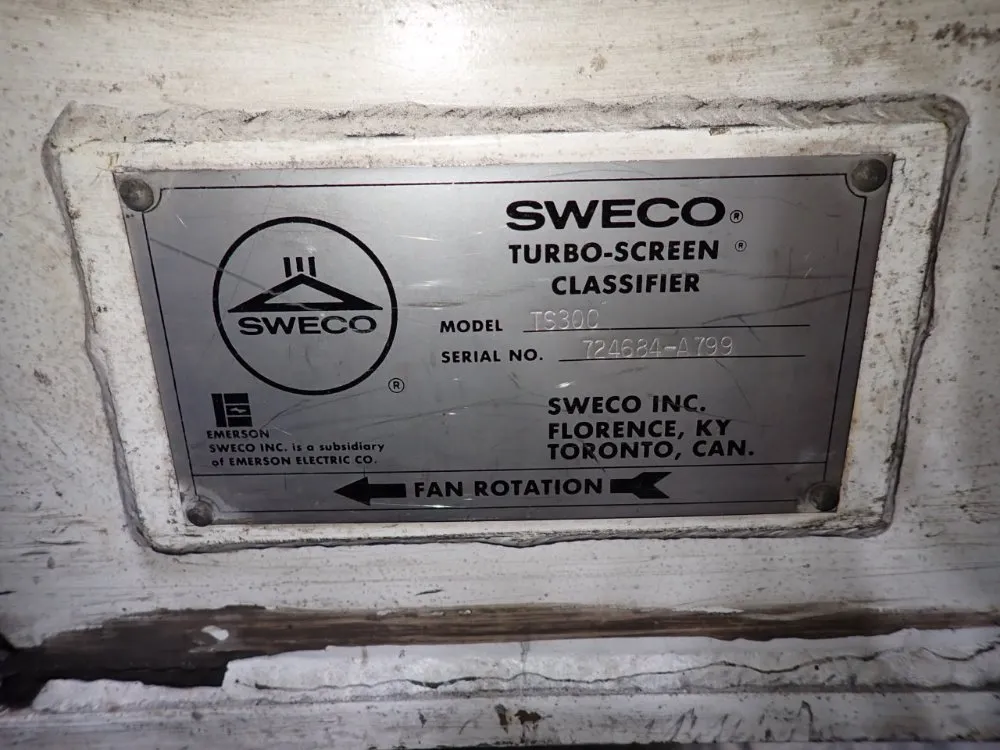 SWECO®
TURBO-SCREEN®
CLASSIFIER
SWECO
®
MODEL TS300
SERIAL NO. 724684-A799
EMERSON
SWECO INC. is a subsidiary
of EMERSON ELECTRIC CO.
SWECO INC.
FLORENCE, KY
TORONTO, CAN.
FAN ROTATION